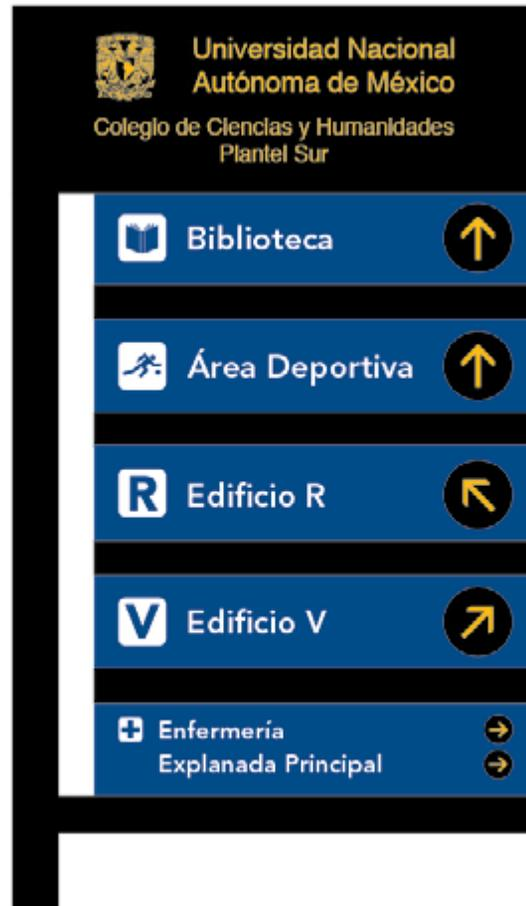 Universidad Nacional
Autónoma de México
Colegio de Ciencias y Humanidades
Plantel Sur
Biblioteca
Área Deportiva
R Edificio R
V Edificio V
Enfermería
Explanada Principal